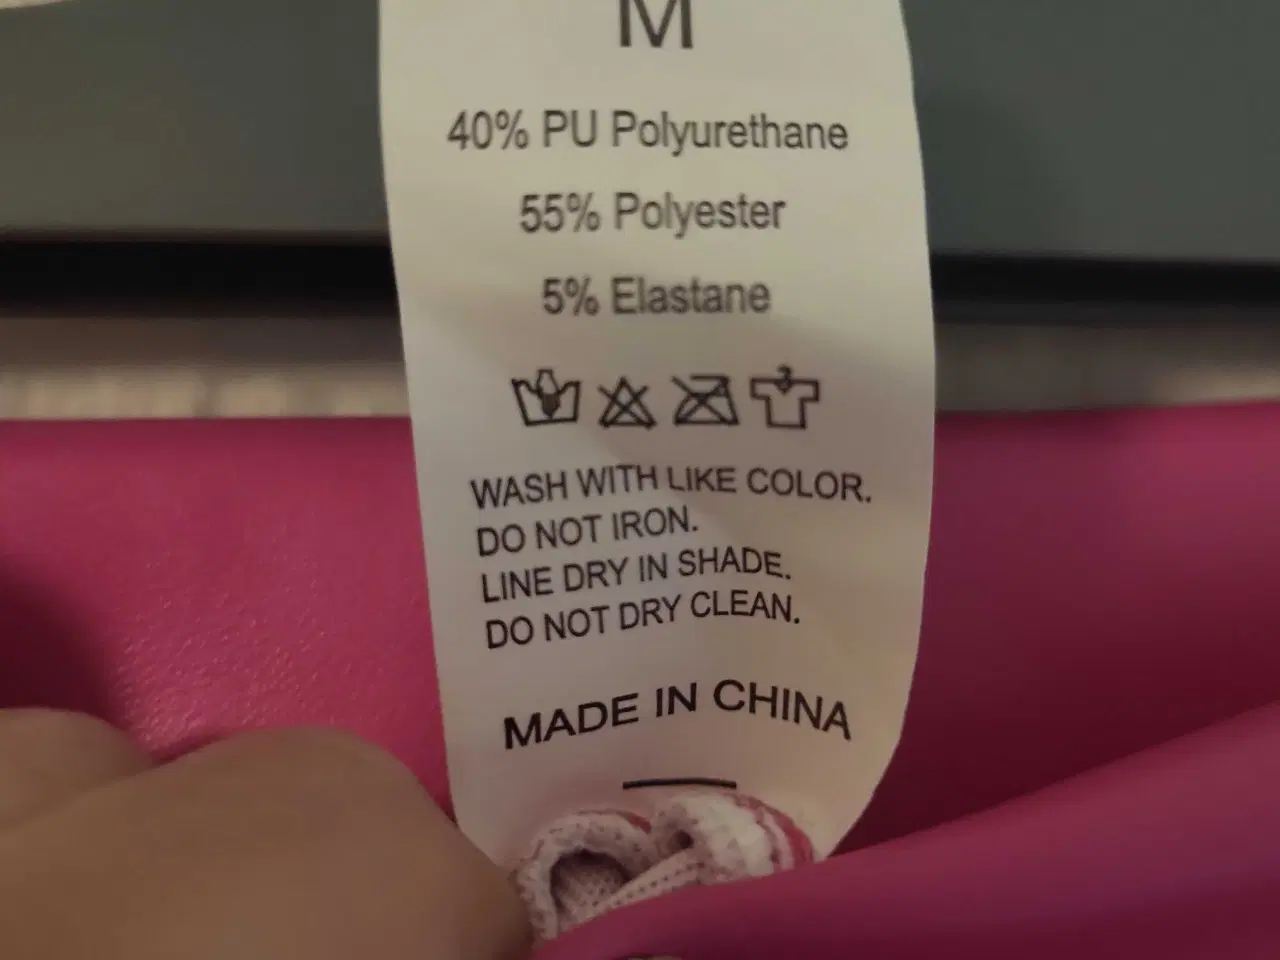 M
40% PU Polyurethane
55% Polyester
5% Elastane
WASH WITH LIKE COLOR.
DO NOT IRON.
LINE DRY IN SHADE.
DO NOT DRY CLEAN.
MADE IN CHINA